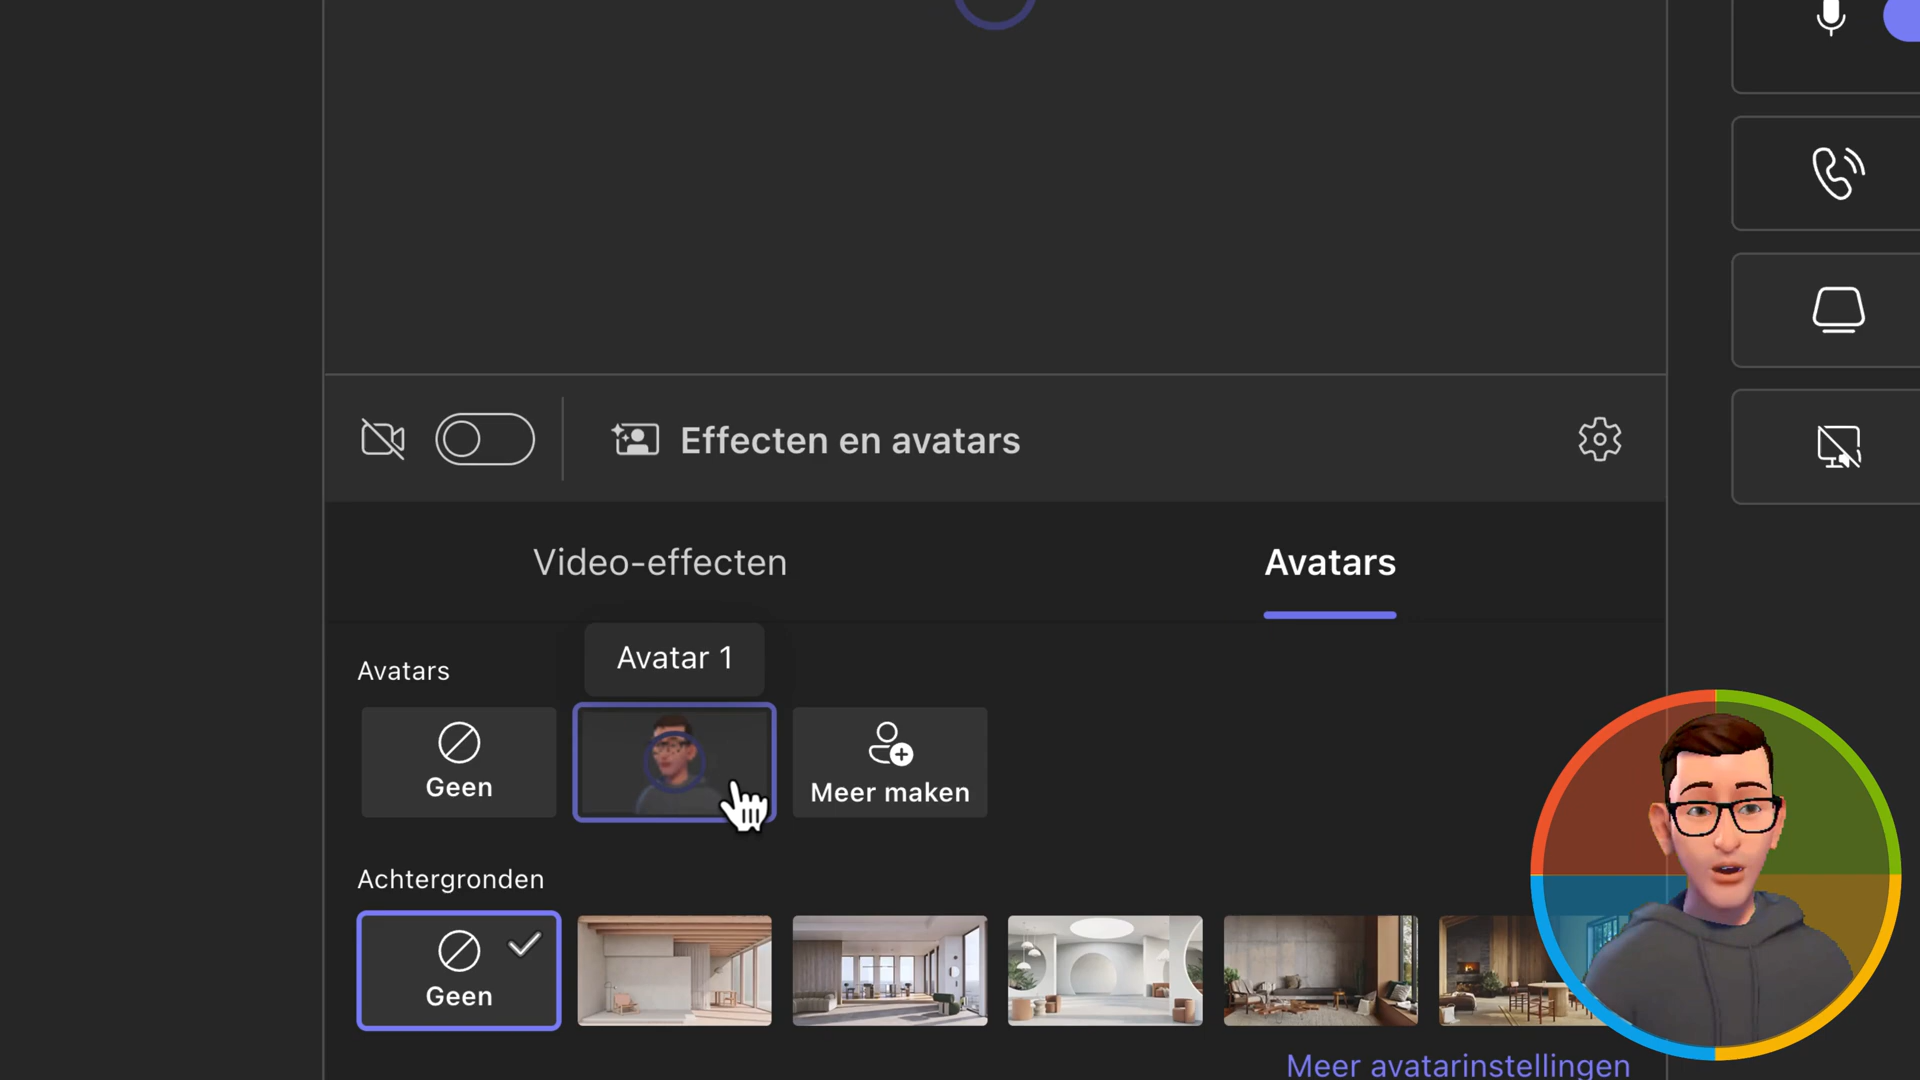 Effecten en avatars
Video-effecten
Avatars
Avatar 1
Avatars
Geen
Meer maken
Achtergronden
Geen
Meer avatarinstellingen